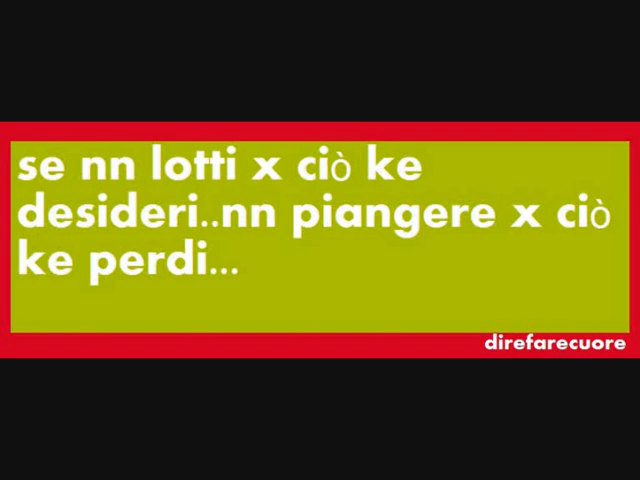 se nn lotti x ciò ke
desideri..nn piangere x ciò
ke perdi...
direfarecuore